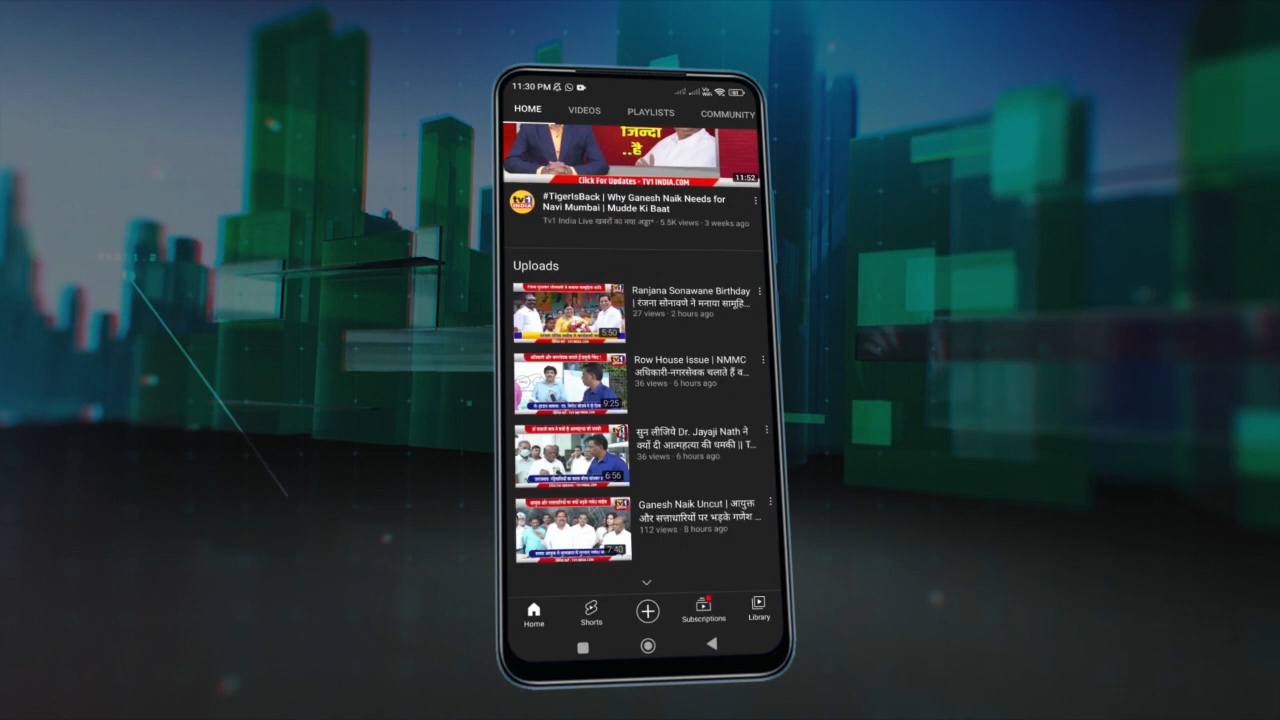 11:30 PM
HOME VIDEOS PLAYLISTS COMMUNITY
जिन्दा
..है
Click For Updates - TV1 INDIA.COM
11:52
tv1
INDIA
#TigerIsBack | Why Ganesh Naik Needs for
Navi Mumbai | Mudde Ki Baat
Tv1 India Live खबरों का नया अड्डा" · 5.5K views · 3 weeks ago
Uploads
5:50
Ranjana Sonawane Birthday
| रंजना सोनावणे ने मनाया सामूहि...
27 views · 2 hours ago
9:25
Row House Issue | NMMC
अधिकारी-नगरसेवक चलाते हैं व...
36 views · 6 hours ago
6:56
सुन लीजिये Dr. Jayaji Nath ने
क्यों दी आत्महत्या की धमकी || T...
36 views · 6 hours ago
7:40
Ganesh Naik Uncut | आयुक्त
और सत्ताधारियों पर भड़के गणेश ...
112 views · 8 hours ago
Home Shorts Subscriptions Library